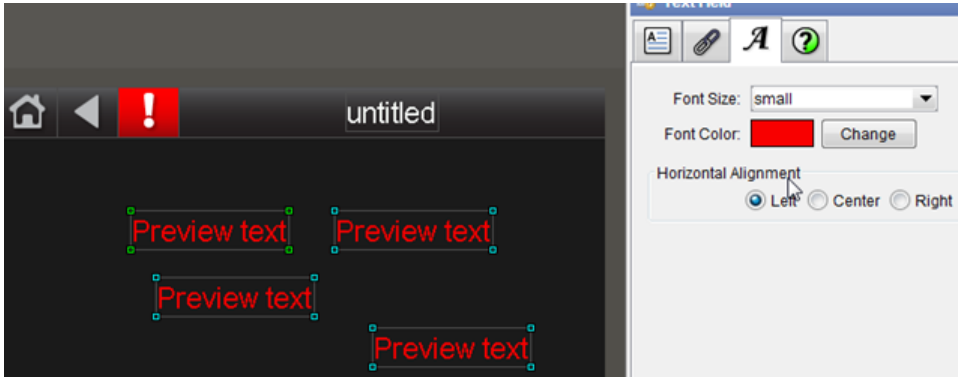 Text Field
untitled
Preview text
Preview text
Preview text
Preview text
Font Size: small
Font Color: Change
Horizontal Alignment
Left Center Right